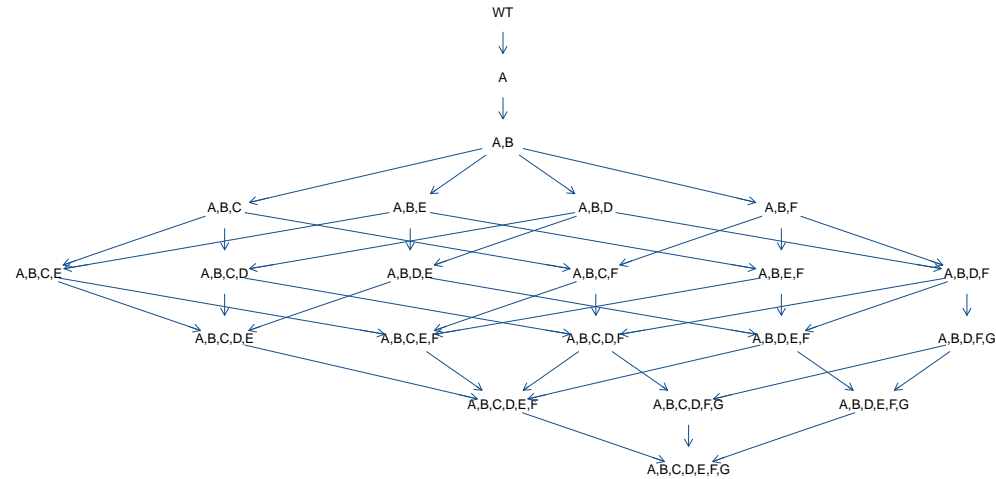 WT
A
A,B
A,B,C
A,B,E
A,B,D
A,B,F
A,B,C,E
A,B,C,D
A,B,D,E
A,B,C,F
A,B,E,F
A,B,D,F
A,B,C,D,E
A,B,C,E,F
A,B,C,D,F
A,B,D,E,F
A,B,D,F,G
A,B,C,D,E,F
A,B,C,D,F,G
A,B,D,E,F,G
A,B,C,D,E,F,G